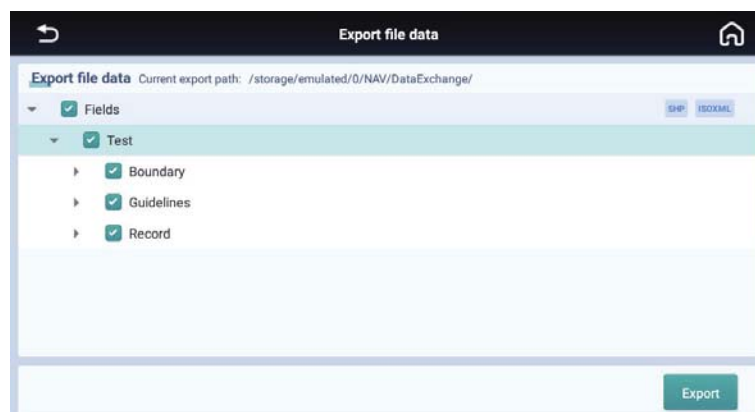 Export file data
Export file data Current export path: /storage/emulated/0/NAV/DataExchange/
Fields SHP ISOXML
Test
Boundary
Guidelines
Record
Export